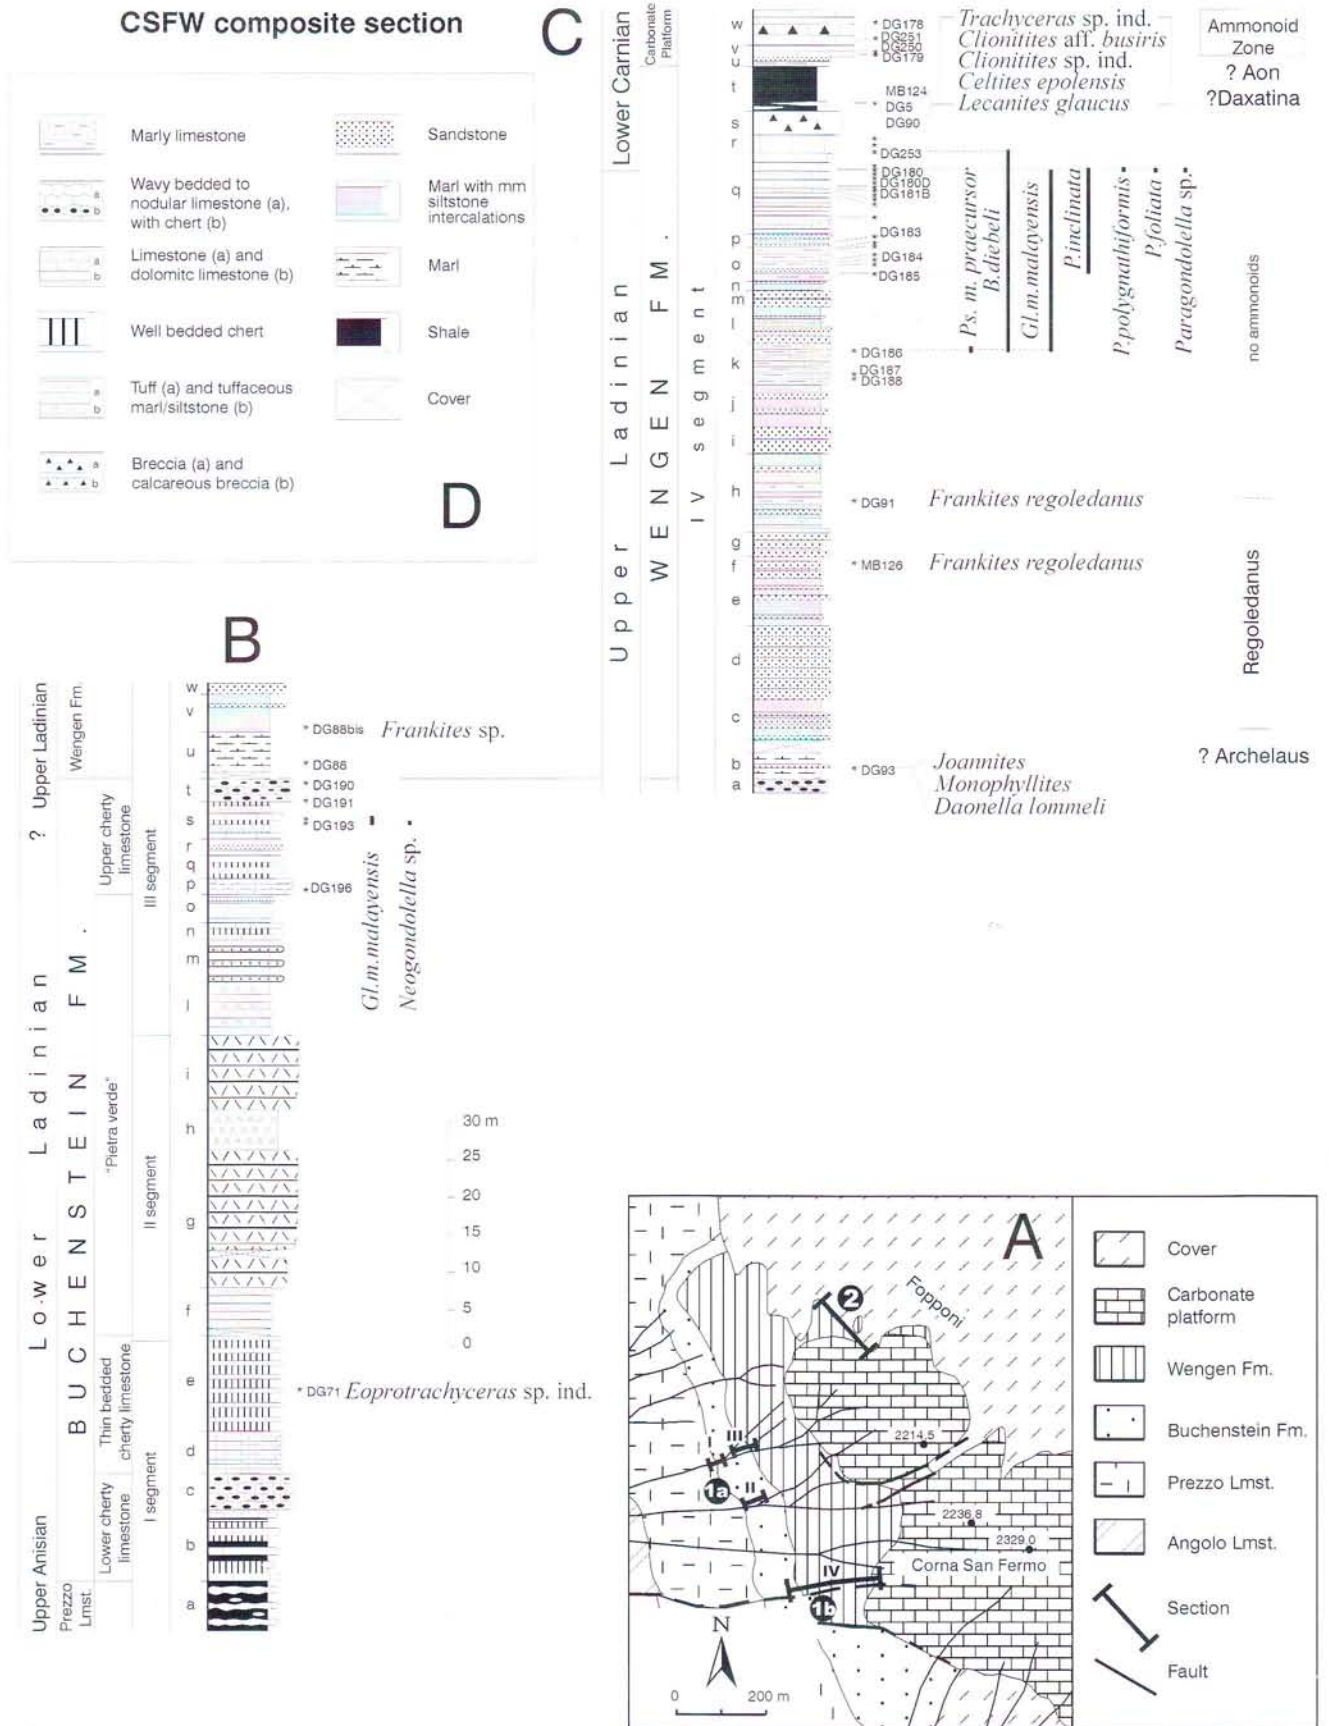 CSFW composite section
Marly limestone
Wavy bedded to
nodular limestone (a),
with chert (b)
a
b
Limestone (a) and
dolomitc limestone (b)
a
b
Well bedded chert
Tuff (a) and tuffaceous
marl/siltstone (b)
a
b
Breccia (a) and
calcareous breccia (b)
a
b
Sandstone
Marl with mm
siltstone
intercalations
Marl
Shale
Cover
D
C
Lower Carnian
Carbonate
Platform
Upper Ladinian
WENGEN FM.
IV segment
w
v
u
t
s
r
q
p
o
n
m
l
k
j
i
h
g
f
e
d
c
b
a
* DG178
* DG251
DG250
* DG179
MB124
* DG5
DG90
* DG253
DG180
DG180D
DG181B
DG183
DG184
DG185
* DG186
* DG187
* DG188
* DG91
* MB126
* DG93
Trachyceras sp. ind.
Clionitites aff. busiris
Clionitites sp. ind.
Celtites epolensis
Lecanites glaucus
Ps. m. praecursor
B.diebeli
Gl.m.malayensis
P.inclinata
P.polygnathiformis
P.foliata
Paragondolella sp.
Frankites regoledanus
Frankites regoledanus
Joannites
Monophyllites
Daonella lommeli
Ammonoid
Zone
? Aon
?Daxatina
no ammonoids
Regoledanus
? Archelaus
B
? Upper Ladinian
Lower Ladinian
Upper Anisian
Wengen Fm.
BUCHENSTEIN FM.
Prezzo
Lmst.
Upper cherty
limestone
"Pietra verde"
Thin bedded
cherty limestone
Lower cherty
limestone
III segment
II segment
I segment
w
v
u
t
s
r
q
p
o
n
m
l
i
h
g
f
e
d
c
b
a
* DG88bis Frankites sp.
* DG88
* DG190
* DG191
DG193
* DG196
Gl.m.malayensis
Neogondolella sp.
* DG71 Eoprotrachyceras sp. ind.
30 m
25
20
15
10
5
0
A
2
Fopponi
2214,5
III
1a
II
2236,8
2329.0
Corna San Fermo
IV
1b
N
0 200 m
Cover
Carbonate
platform
Wengen Fm.
Buchenstein Fm.
Prezzo Lmst.
Angolo Lmst.
Section
Fault